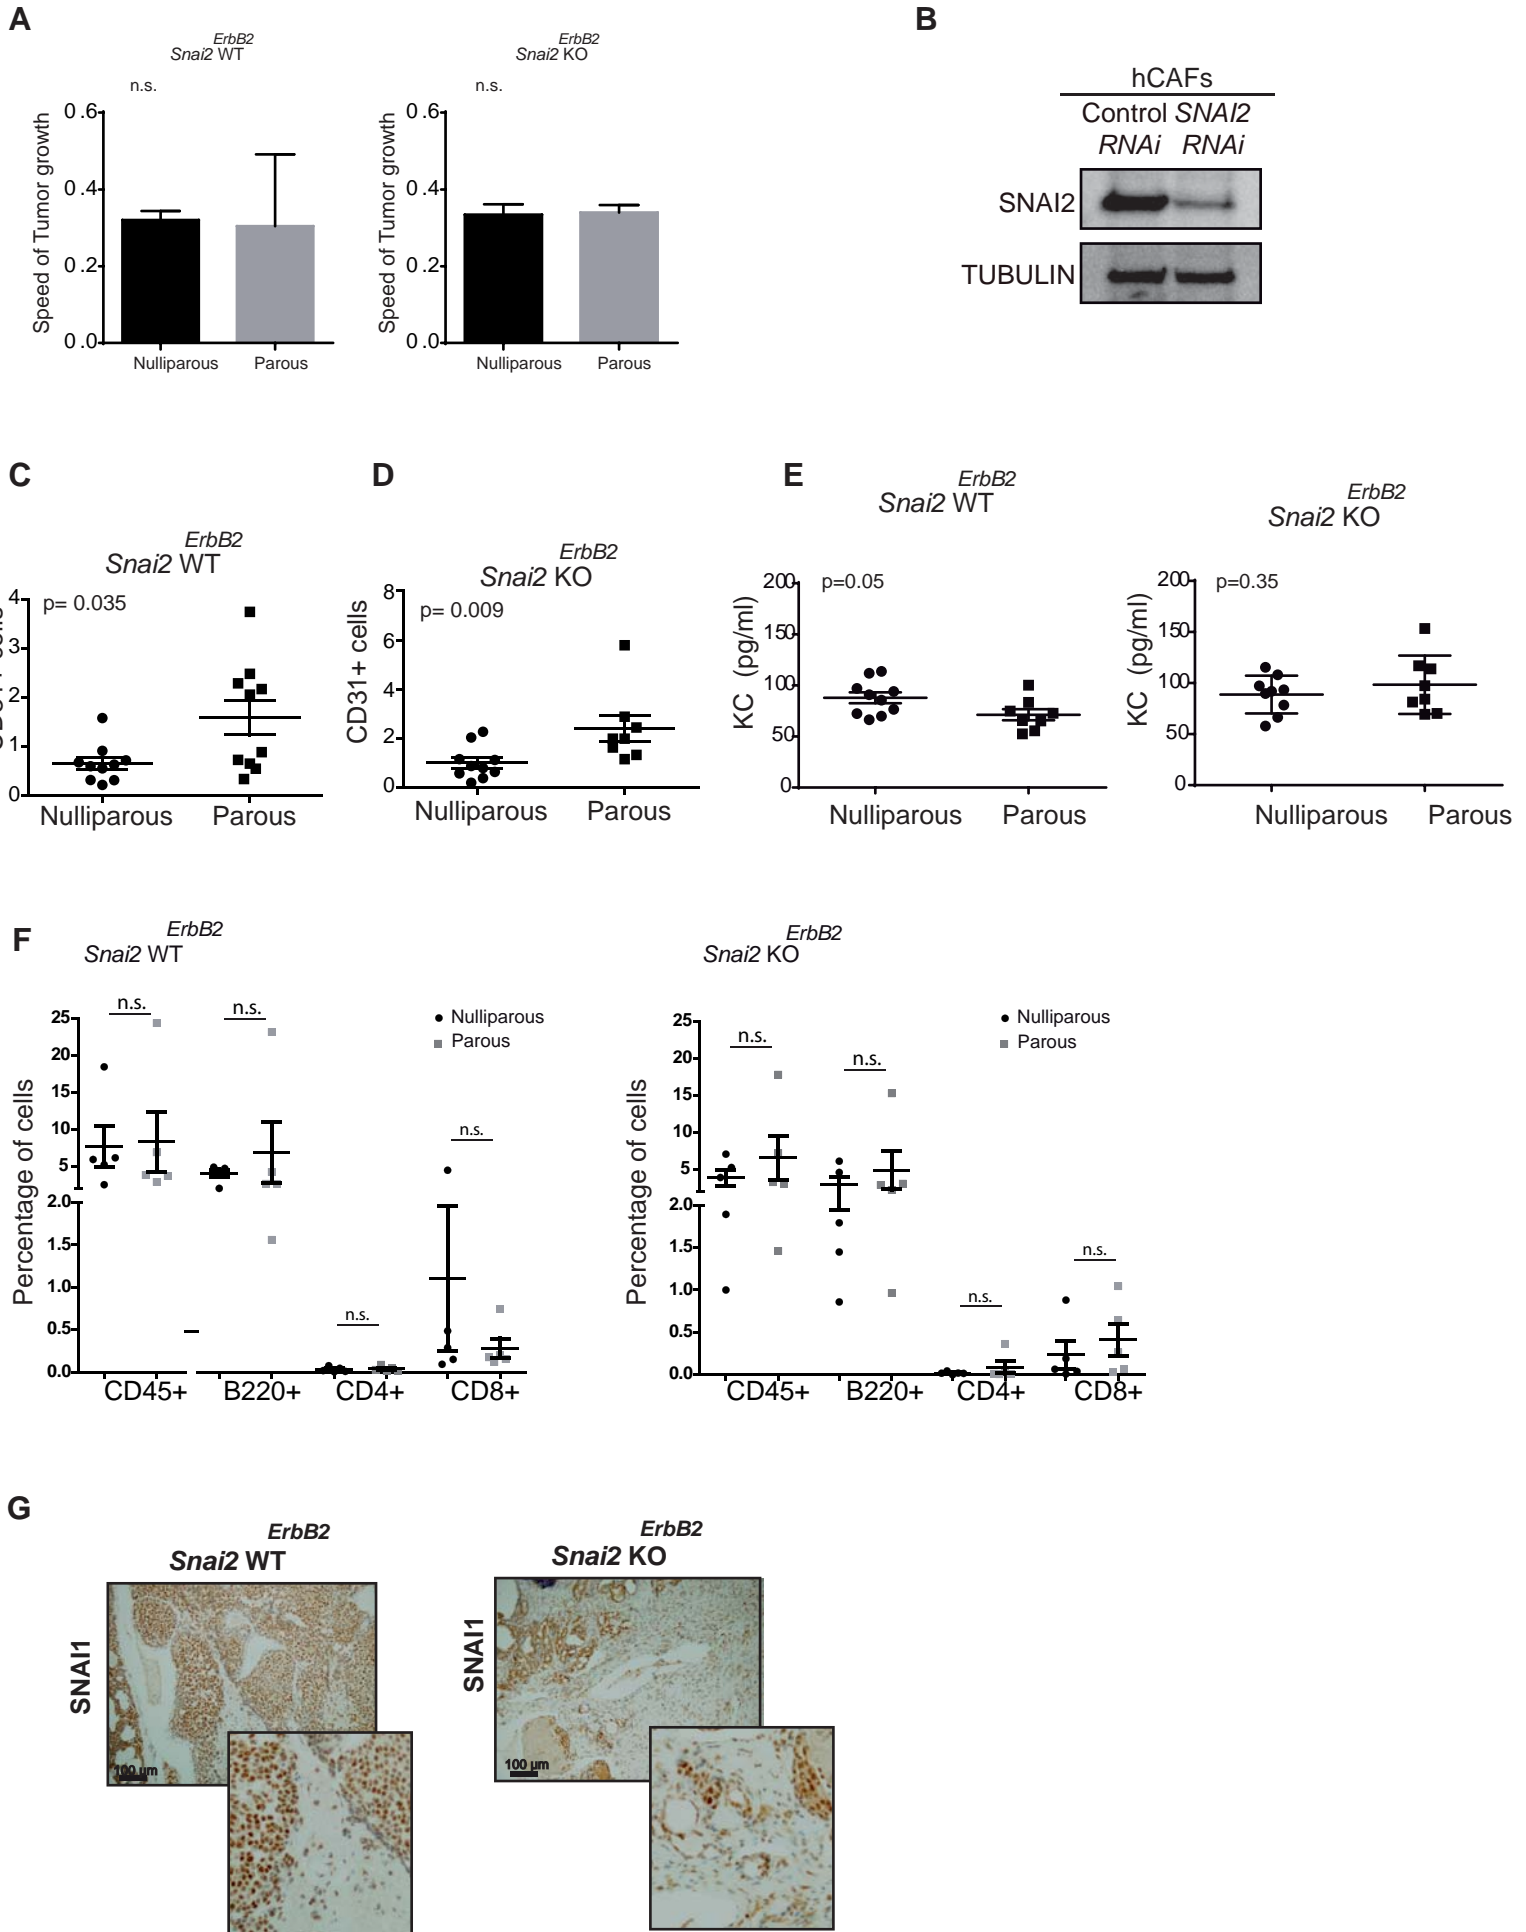 A
ErbB2
Snai2 WT
n.s.
Speed of Tumor growth
0.6
0.4
0.2
0.0
Nulliparous
Parous
ErbB2
Snai2 KO
n.s.
Speed of Tumor growth
0.6
0.4
0.2
0.0
Nulliparous
Parous
B
hCAFs
Control SNAI2
RNAi RNAi
SNAI2
TUBULIN
C
ErbB2
Snai2 WT
p= 0.035
4
3
2
1
0
Nulliparous
Parous
D
ErbB2
Snai2 KO
p= 0.009
CD31+ cells
8
6
4
2
0
Nulliparous
Parous
E
ErbB2
Snai2 WT
p=0.05
KC (pg/ml)
200
150
100
50
0
Nulliparous
Parous
ErbB2
Snai2 KO
p=0.35
KC (pg/ml)
200
150
100
50
0
Nulliparous
Parous
F
ErbB2
Snai2 WT
n.s.
n.s.
n.s.
n.s.
Nulliparous
Parous
Percentage of cells
25
20
15
10
5
2.0
1.5
1.0
0.5
0.0
CD45+
B220+
CD4+
CD8+
ErbB2
Snai2 KO
n.s.
n.s.
n.s.
n.s.
Nulliparous
Parous
Percentage of cells
25
20
15
10
5
2.0
1.5
1.0
0.5
0.0
CD45+
B220+
CD4+
CD8+
G
ErbB2
Snai2 WT
SNAI1
100 µm
ErbB2
Snai2 KO
SNAI1
100 µm